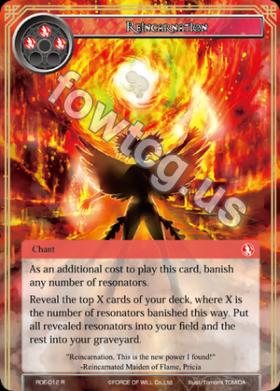 Reincarnation
fowtcg.us
Chant
As an additional cost to play this card, banish
any number of resonators.
Reveal the top X cards of your deck, where X is
the number of resonators banished this way. Put
all revealed resonators into your field and the
rest into your graveyard.
"Reincarnation. This is the new power I found!"
-Reincarnated Maiden of Flame, Pricia
RDE-012 R
©FORCE OF WILL Co.,Ltd.
Illust/Tomoyo TOMIDA